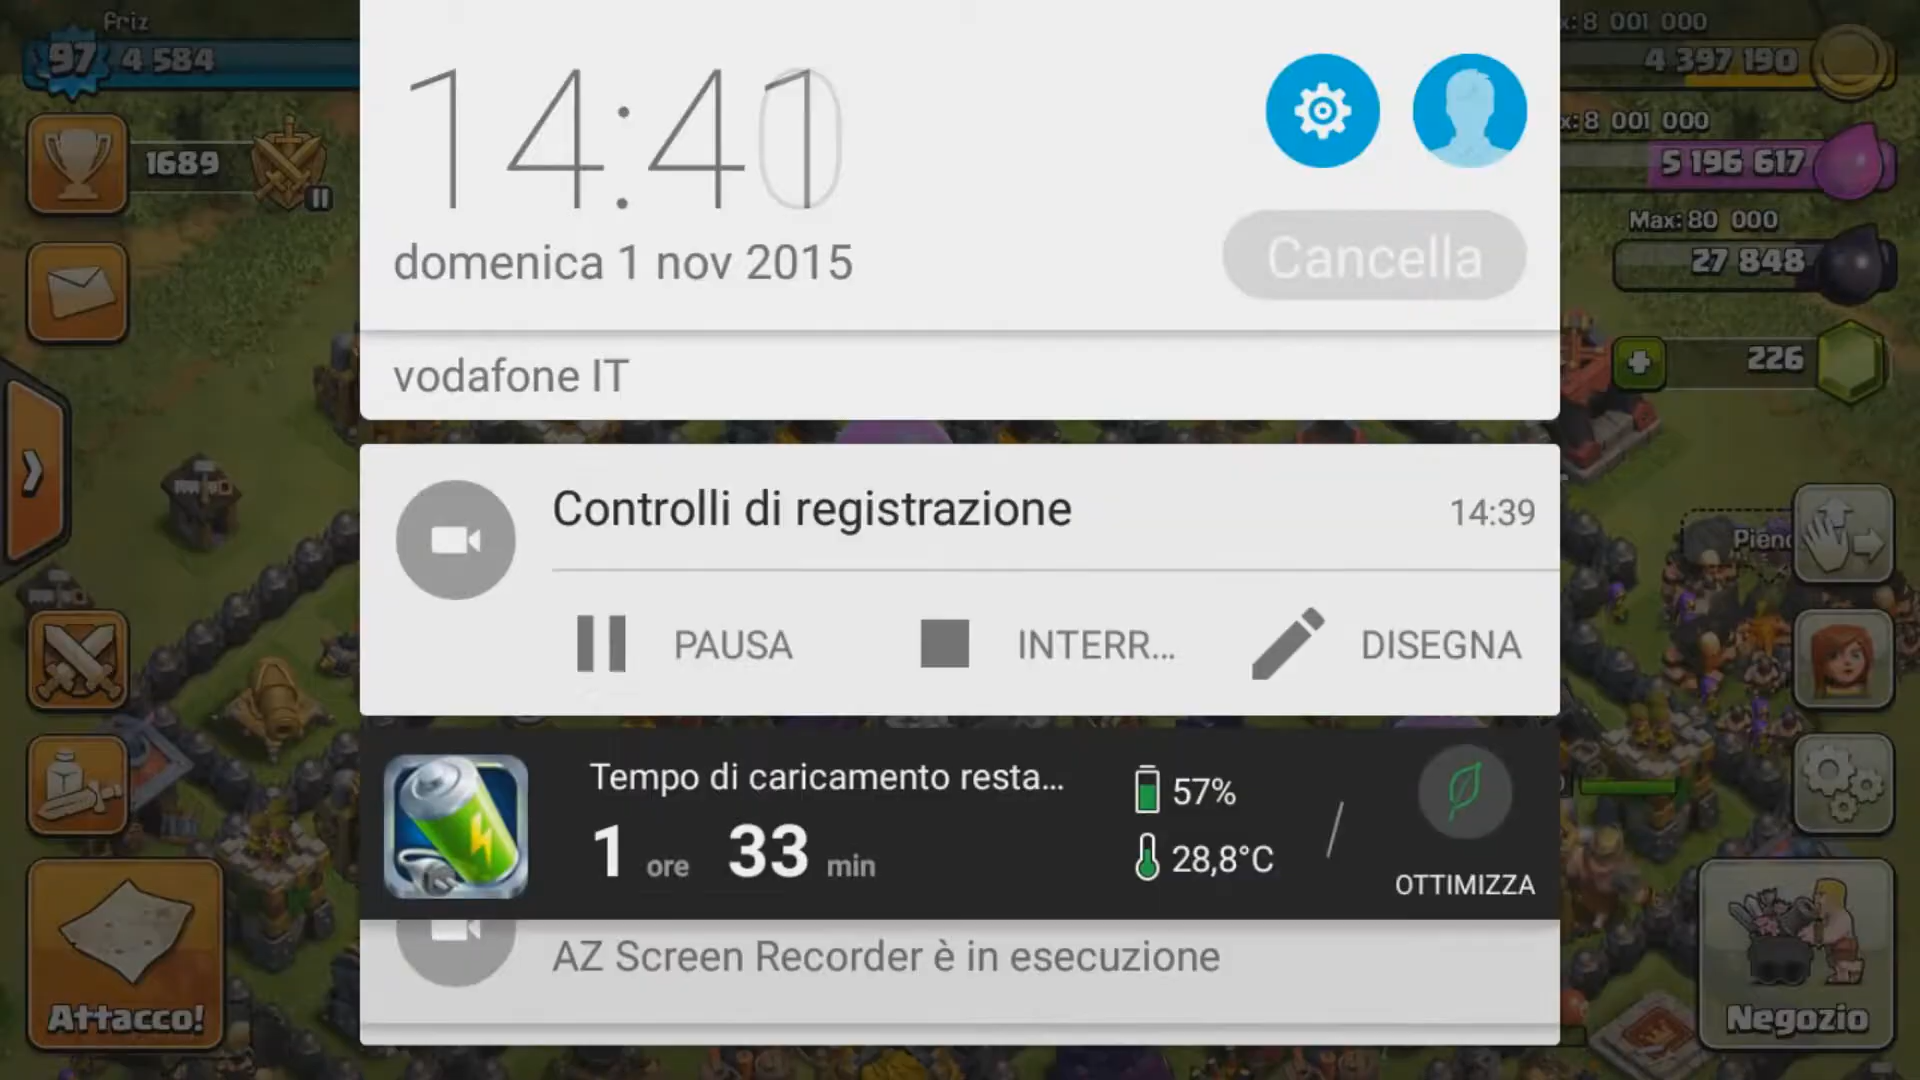 friz
97 4 584
1689
14:41
domenica 1 nov 2015
Cancella
vodafone IT
Controlli di registrazione
14:39
PAUSA
INTERR...
DISEGNA
Tempo di caricamento resta...
1 ore 33 min
57%
28,8°C
OTTIMIZZA
AZ Screen Recorder è in esecuzione
x:8 001 000
4 397 190
x:8 001 000
5 196 617
Max:80 000
27 848
226
Attacco!
Negozio